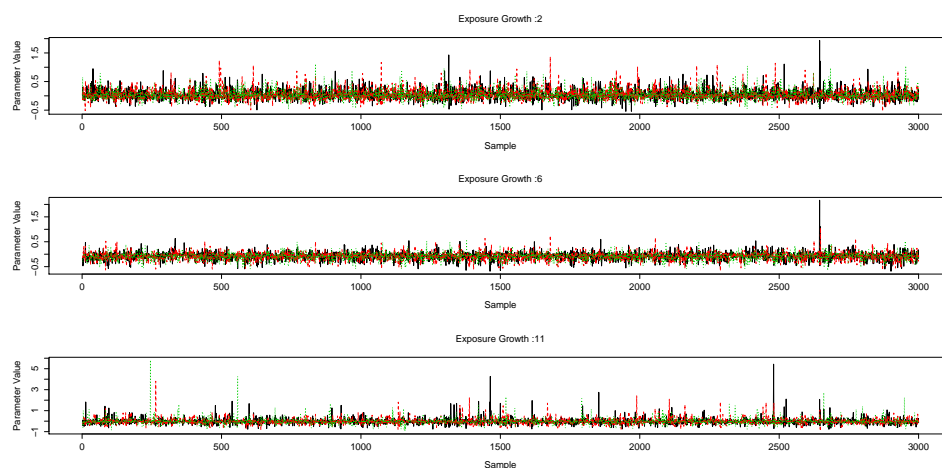 Exposure Growth :2
Parameter Value
1.5
0.5
−0.5
0 500 1000 1500 2000 2500 3000
Sample
Exposure Growth :6
Parameter Value
1.5
0.5
−0.5
0 500 1000 1500 2000 2500 3000
Sample
Exposure Growth :11
Parameter Value
5
3
1
−1
0 500 1000 1500 2000 2500 3000
Sample